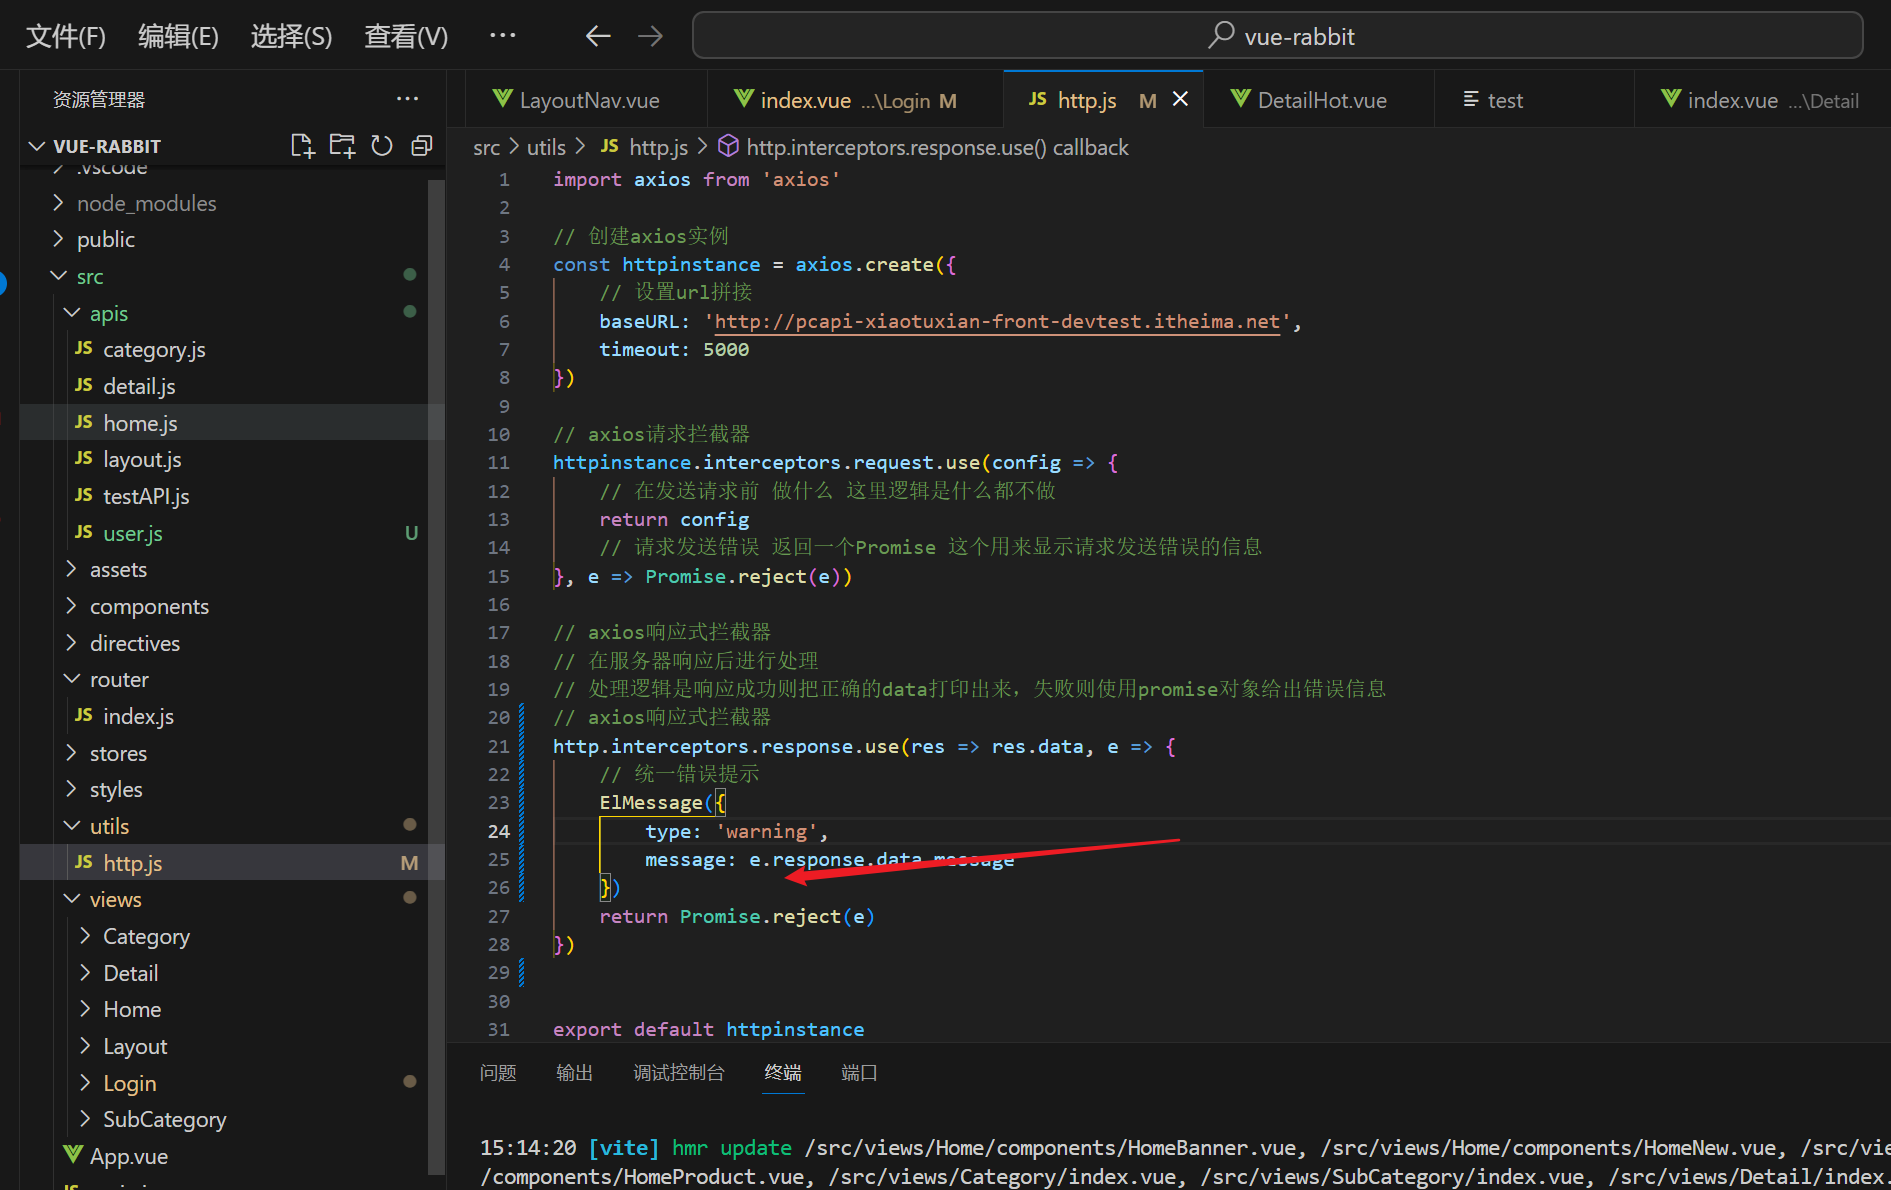 文件(F) 编辑(E) 选择(S) 查看(V) ··· vue-rabbit
资源管理器 ···
VUE-RABBIT
.vscode
node_modules
public
src
apis
JS category.js
JS detail.js
JS home.js
JS layout.js
JS testAPI.js
JS user.js U
assets
components
directives
router
JS index.js
stores
styles
utils
JS http.js M
views
Category
Detail
Home
Layout
Login
SubCategory
App.vue
LayoutNav.vue index.vue ...\Login M JS http.js M DetailHot.vue test index.vue ...\Detail
src > utils > JS http.js > http.interceptors.response.use() callback
1 import axios from 'axios'
2
3 // 创建axios实例
4 const httpinstance = axios.create({
5 // 设置url拼接
6 baseURL: 'http://pcapi-xiaotuxian-front-devtest.itheima.net',
7 timeout: 5000
8 })
9
10 // axios请求拦截器
11 httpinstance.interceptors.request.use(config => {
12 // 在发送请求前 做什么 这里逻辑是什么都不做
13 return config
14 // 请求发送错误 返回一个Promise 这个用来显示请求发送错误的信息
15 }, e => Promise.reject(e))
16
17 // axios响应式拦截器
18 // 在服务器响应后进行处理
19 // 处理逻辑是响应成功则把正确的data打印出来，失败则使用promise对象给出错误信息
20 // axios响应式拦截器
21 http.interceptors.response.use(res => res.data, e => {
22 // 统一错误提示
23 ElMessage({
24 type: 'warning',
25 message: e.response.data.message
26 })
27 return Promise.reject(e)
28 })
29
30
31 export default httpinstance
问题 输出 调试控制台 终端 端口
15:14:20 [vite] hmr update /src/views/Home/components/HomeBanner.vue, /src/views/Home/components/HomeNew.vue, /src/vie
/components/HomeProduct.vue, /src/views/Category/index.vue, /src/views/SubCategory/index.vue, /src/views/Detail/index.